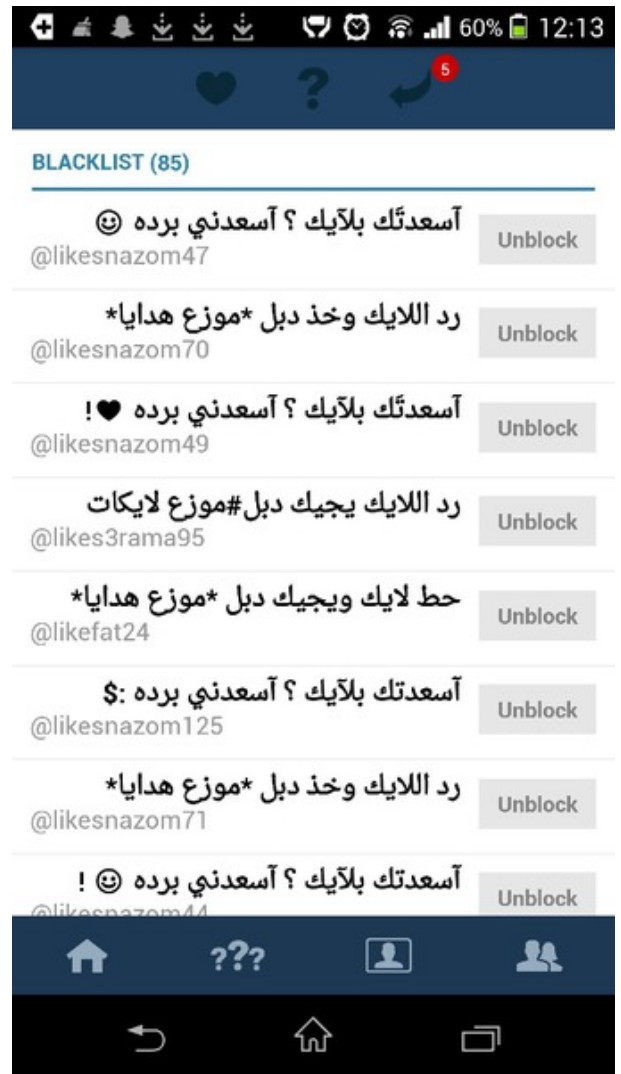 60% 12:13
5
BLACKLIST (85)
آسعدتَّك بلآيك ؟ آسعدني برده ☺
@likesnazom47
Unblock
رد اللايك وخذ دبل *موزع هدايا*
@likesnazom70
Unblock
آسعدتَّك بلآيك ؟ آسعدني برده ♥!
@likesnazom49
Unblock
رد اللايك يجيك دبل#موزع لايكات
@likes3rama95
Unblock
حط لايك ويجيك دبل *موزع هدايا*
@likefat24
Unblock
آسعدتك بلآيك ؟ آسعدني برده :$
@likesnazom125
Unblock
رد اللايك وخذ دبل *موزع هدايا*
@likesnazom71
Unblock
آسعدتك بلآيك ؟ آسعدني برده ☺ !
@likesnazom44
Unblock
???